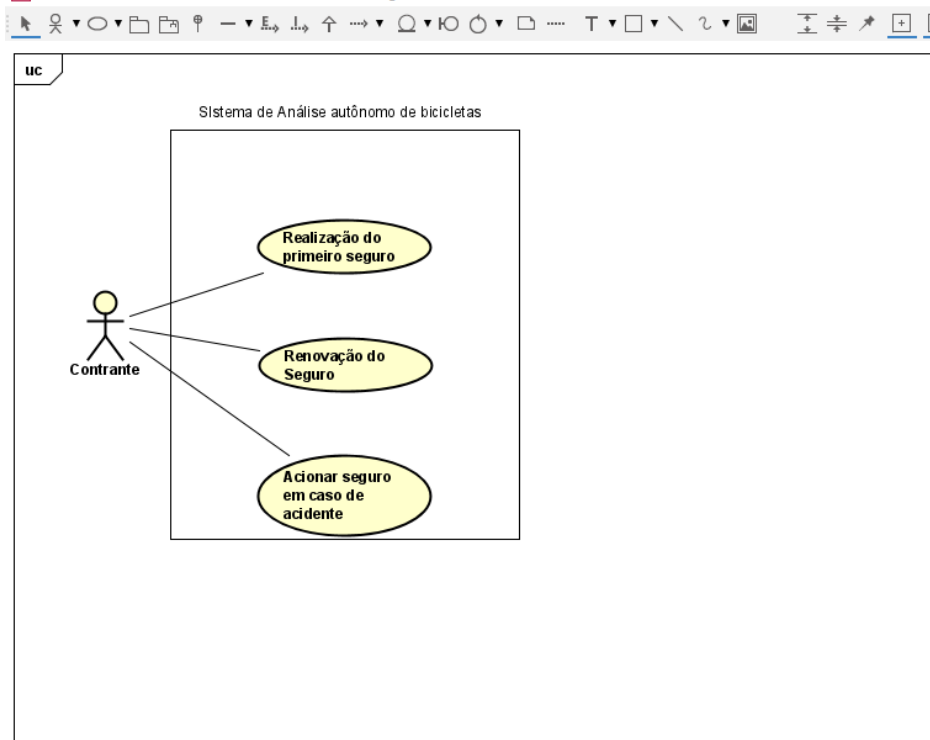 uc
SIstema de Análise autônomo de bicicletas
Realização do
primeiro seguro
Contrante
Renovação do
Seguro
Acionar seguro
em caso de
acidente